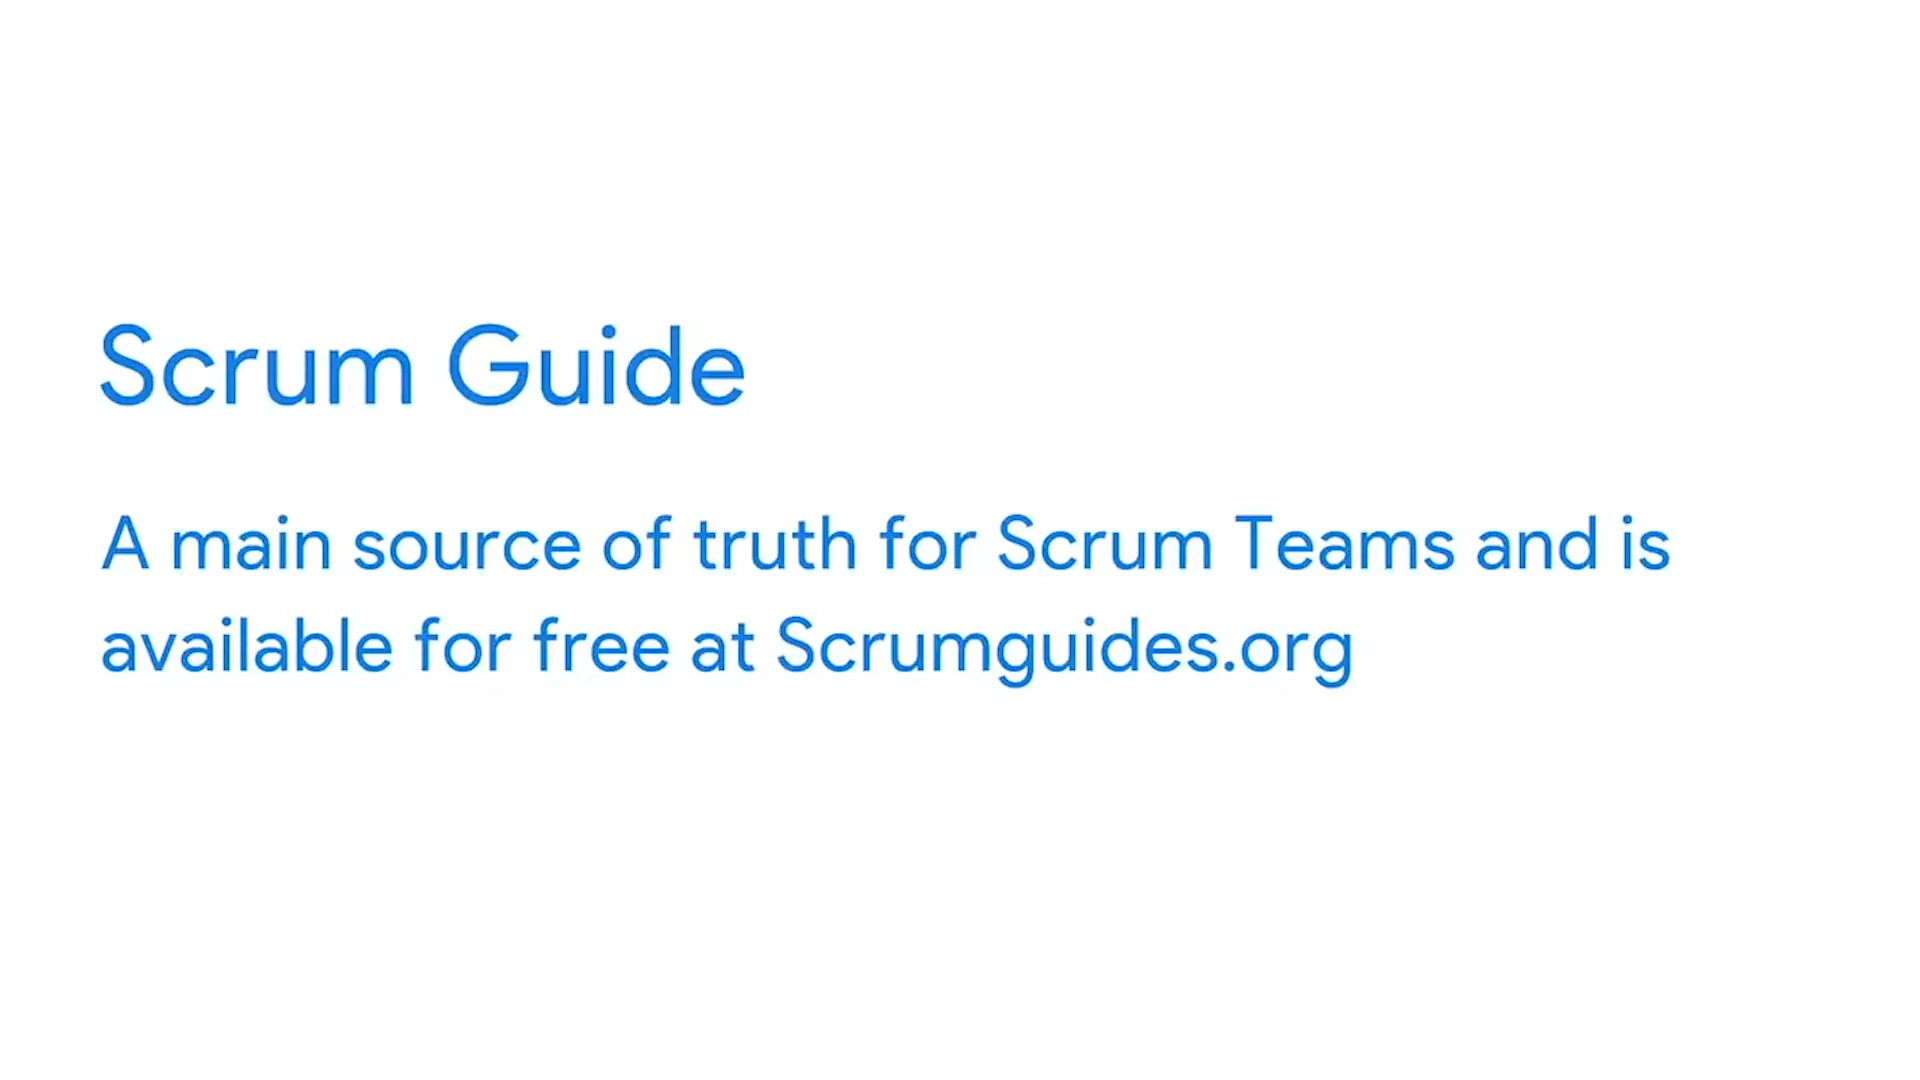 Scrum Guide
A main source of truth for Scrum Teams and is
available for free at Scrumguides.org